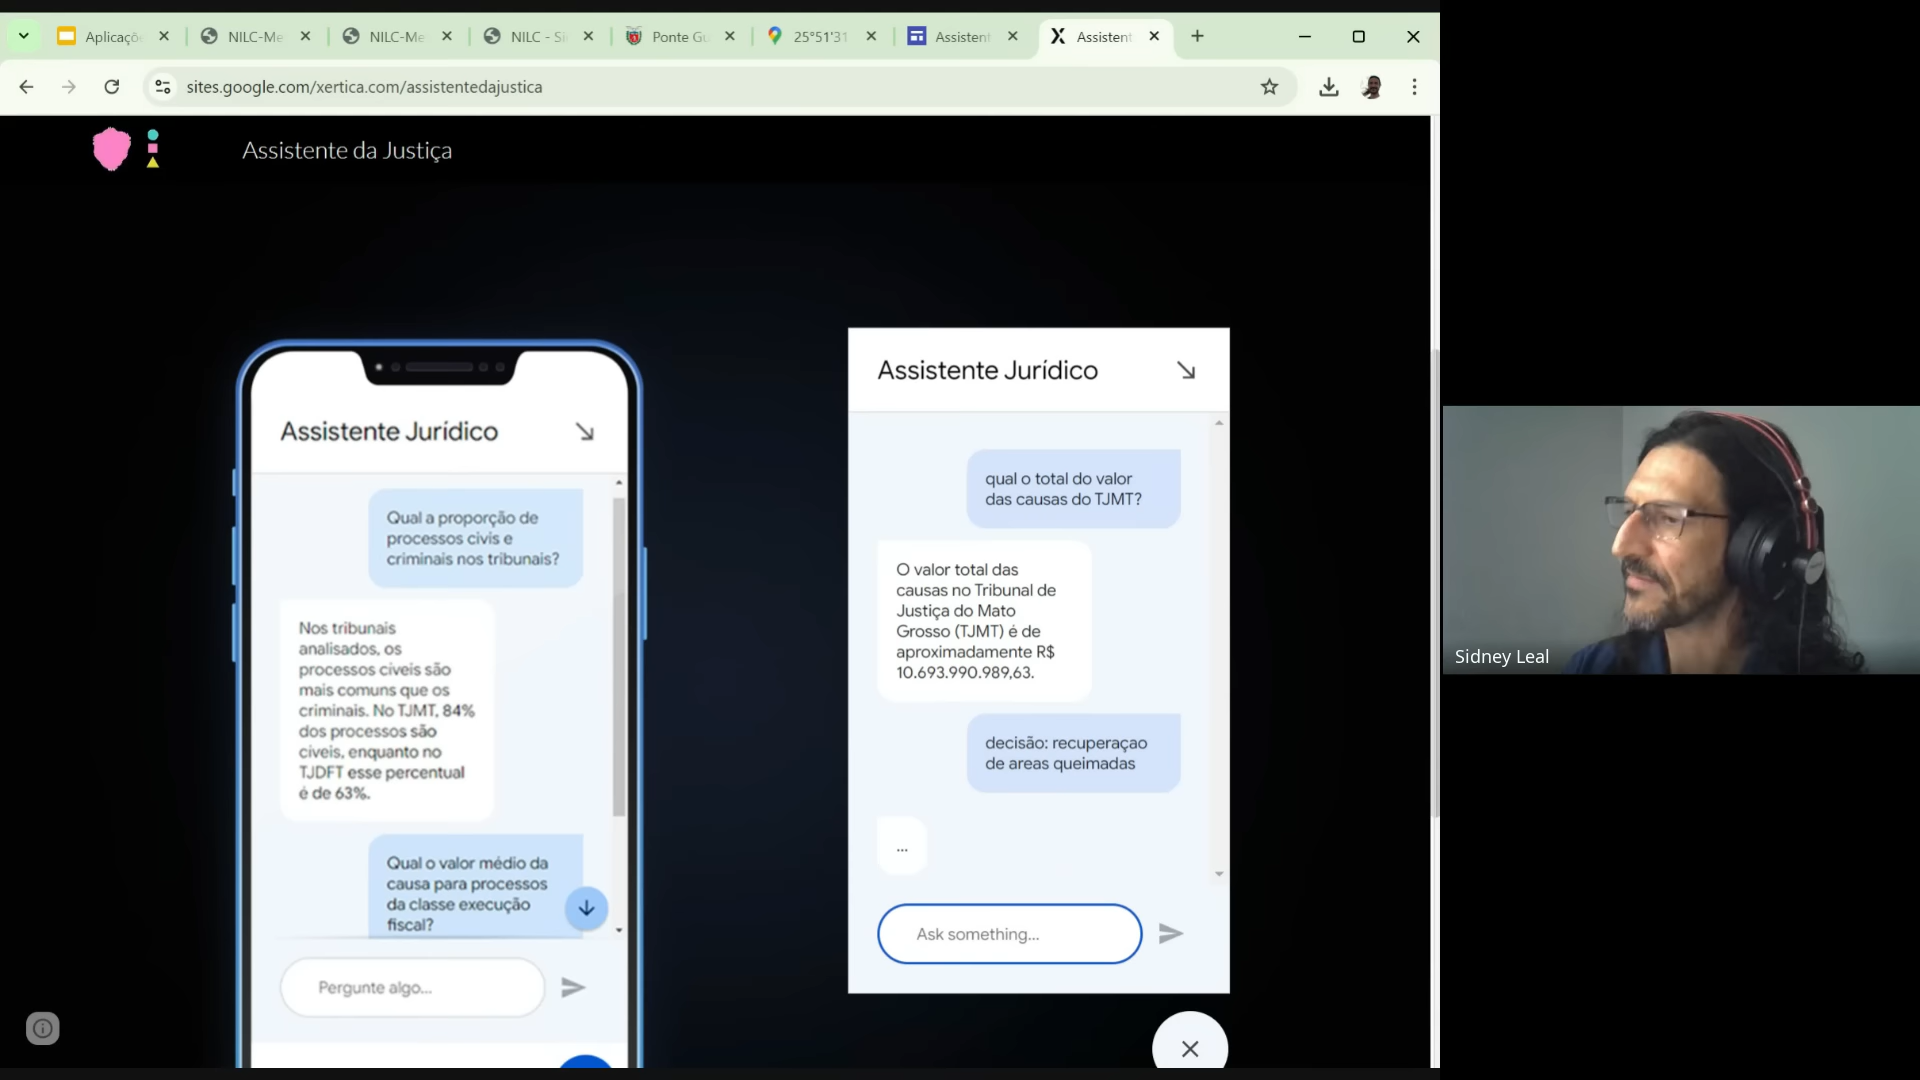 Aplicaçõ
NILC-Me
NILC-Me
NILC - Si
Ponte Gu
25°51'31
Assistent
Assistent
sites.google.com/xertica.com/assistentedajustica
Assistente da Justiça
Assistente Jurídico
Qual a proporção de
processos civis e
criminais nos tribunais?
Nos tribunais
analisados, os
processos cíveis são
mais comuns que os
criminais. No TJMT, 84%
dos processos são
cíveis, enquanto no
TJDFT esse percentual
é de 63%.
Qual o valor médio da
causa para processos
da classe execução
fiscal?
Pergunte algo...
Assistente Jurídico
qual o total do valor
das causas do TJMT?
O valor total das
causas no Tribunal de
Justiça do Mato
Grosso (TJMT) é de
aproximadamente R$
10.693.990.989,63.
decisão: recuperaçao
de areas queimadas
...
Ask something...
Sidney Leal